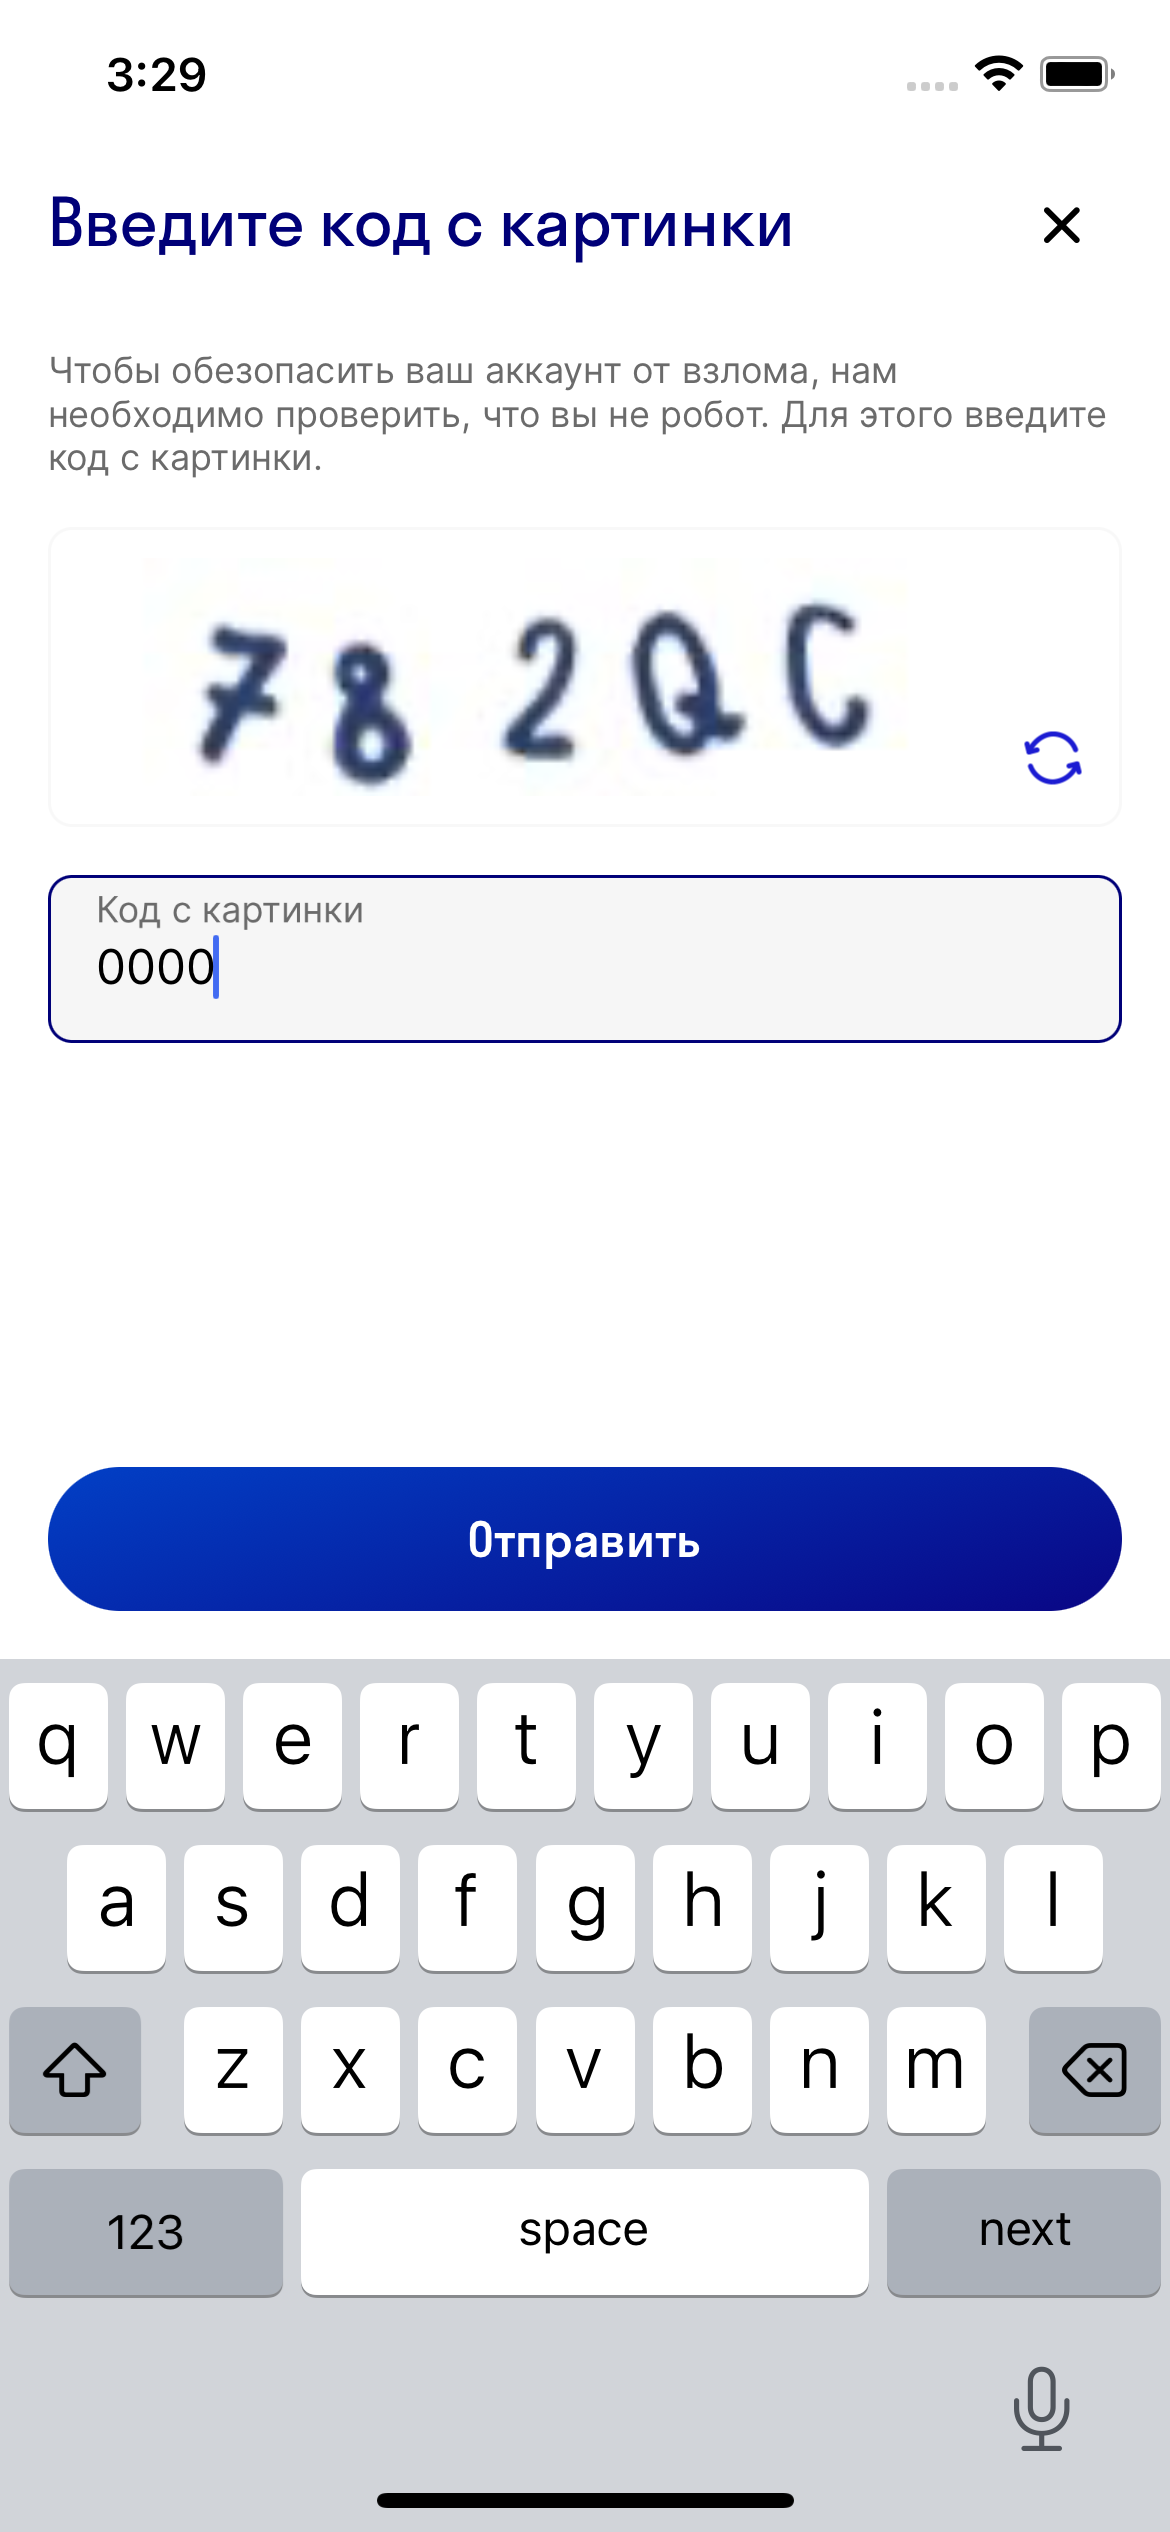 3:29
Введите код с картинки
Чтобы обезопасить ваш аккаунт от взлома, нам
необходимо проверить, что вы не робот. Для этого введите
код с картинки.
78 2QC
Код с картинки
0000
Отправить
q w e r t y u i o p
a s d f g h j k l
z x c v b n m
123 space next